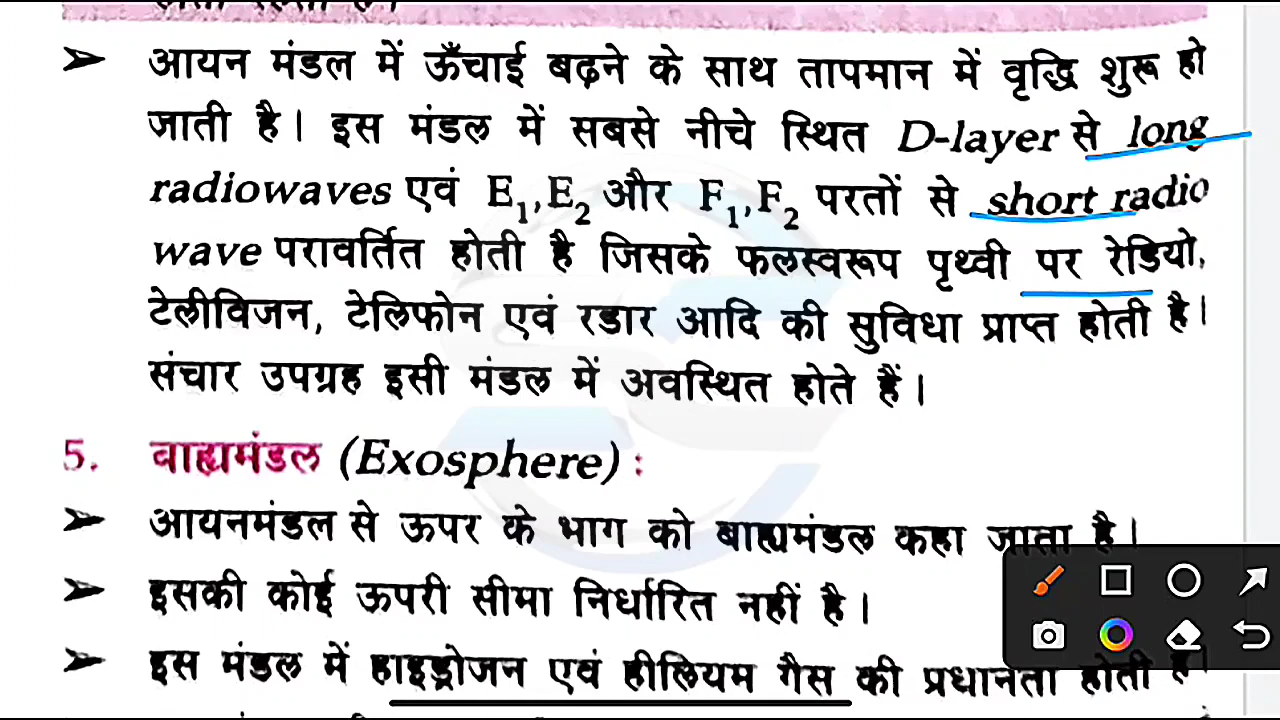 ➤ आयन मंडल में ऊँचाई बढ़ने के साथ तापमान में वृद्धि शुरू हो
जाती है। इस मंडल में सबसे नीचे स्थित D-layer से long
radiowaves एवं E₁,E₂ और F₁,F₂ परतों से short radio
wave परावर्तित होती है जिसके फलस्वरूप पृथ्वी पर रेडियो,
टेलीविजन, टेलिफोन एवं रडार आदि की सुविधा प्राप्त होती है।
संचार उपग्रह इसी मंडल में अवस्थित होते हैं।
5. वाह्यमंडल (Exosphere) :
➤ आयनमंडल से ऊपर के भाग को बाह्यमंडल कहा जाता है।
➤ इसकी कोई ऊपरी सीमा निर्धारित नहीं है।
➤ इस मंडल में हाइड्रोजन एवं हीलियम गैस की प्रधानता होती है।